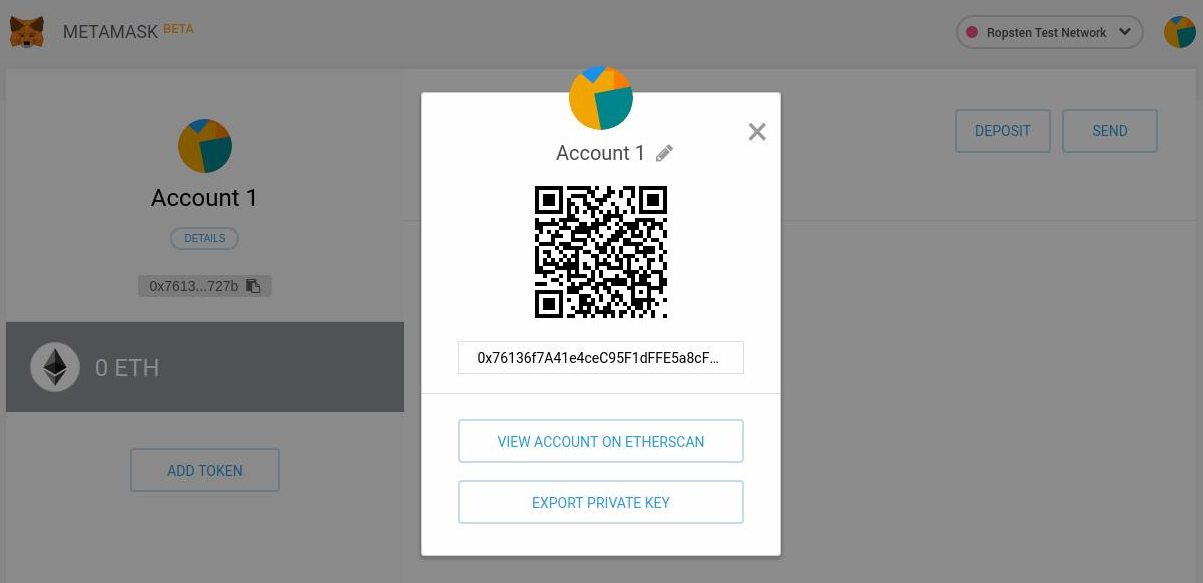 METAMASK BETA
Ropsten Test Network
Account 1
DETAILS
0x7613...727b
0 ETH
ADD TOKEN
Account 1
0x76136f7A41e4ceC95F1dFFE5a8cF...
VIEW ACCOUNT ON ETHERSCAN
EXPORT PRIVATE KEY
DEPOSIT
SEND